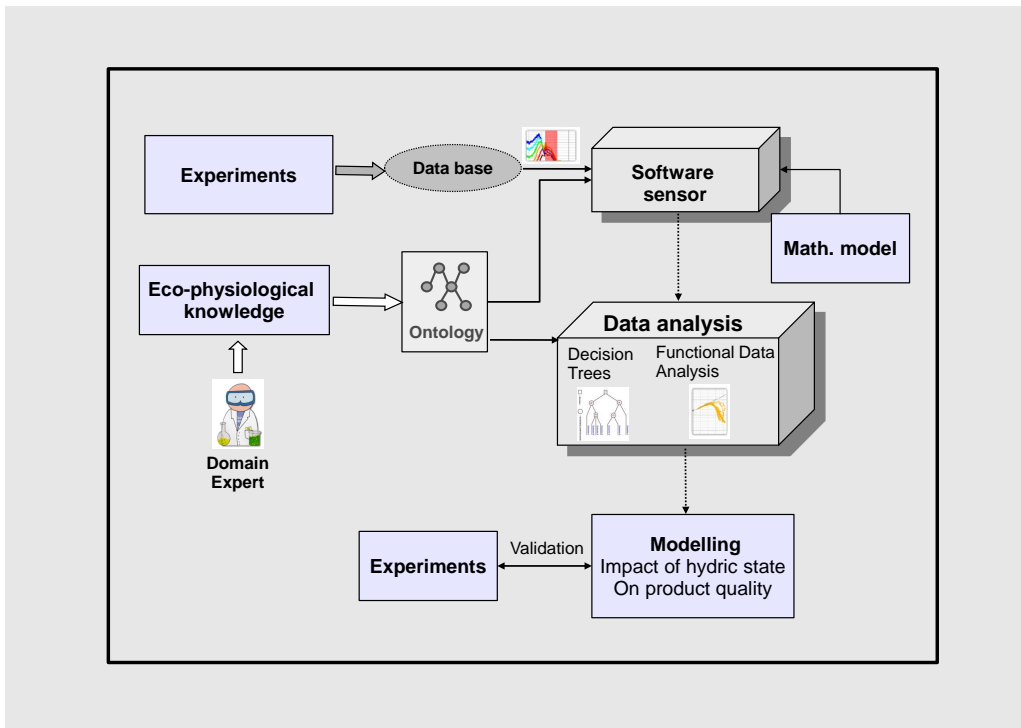 Experiments
Data base
Software
sensor
Math. model
Eco-physiological
knowledge
Ontology
Domain
Expert
Data analysis
Decision
Trees
Functional Data
Analysis
Experiments
Validation
Modelling
Impact of hydric state
On product quality